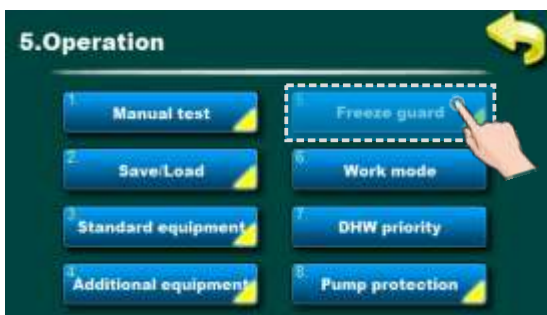 5.Operation
1.
Manual test
2.
Save/Load
3.
Standard equipment
4.
Additional equipment
5.
Freeze guard
6.
Work mode
7.
DHW priority
8.
Pump protection